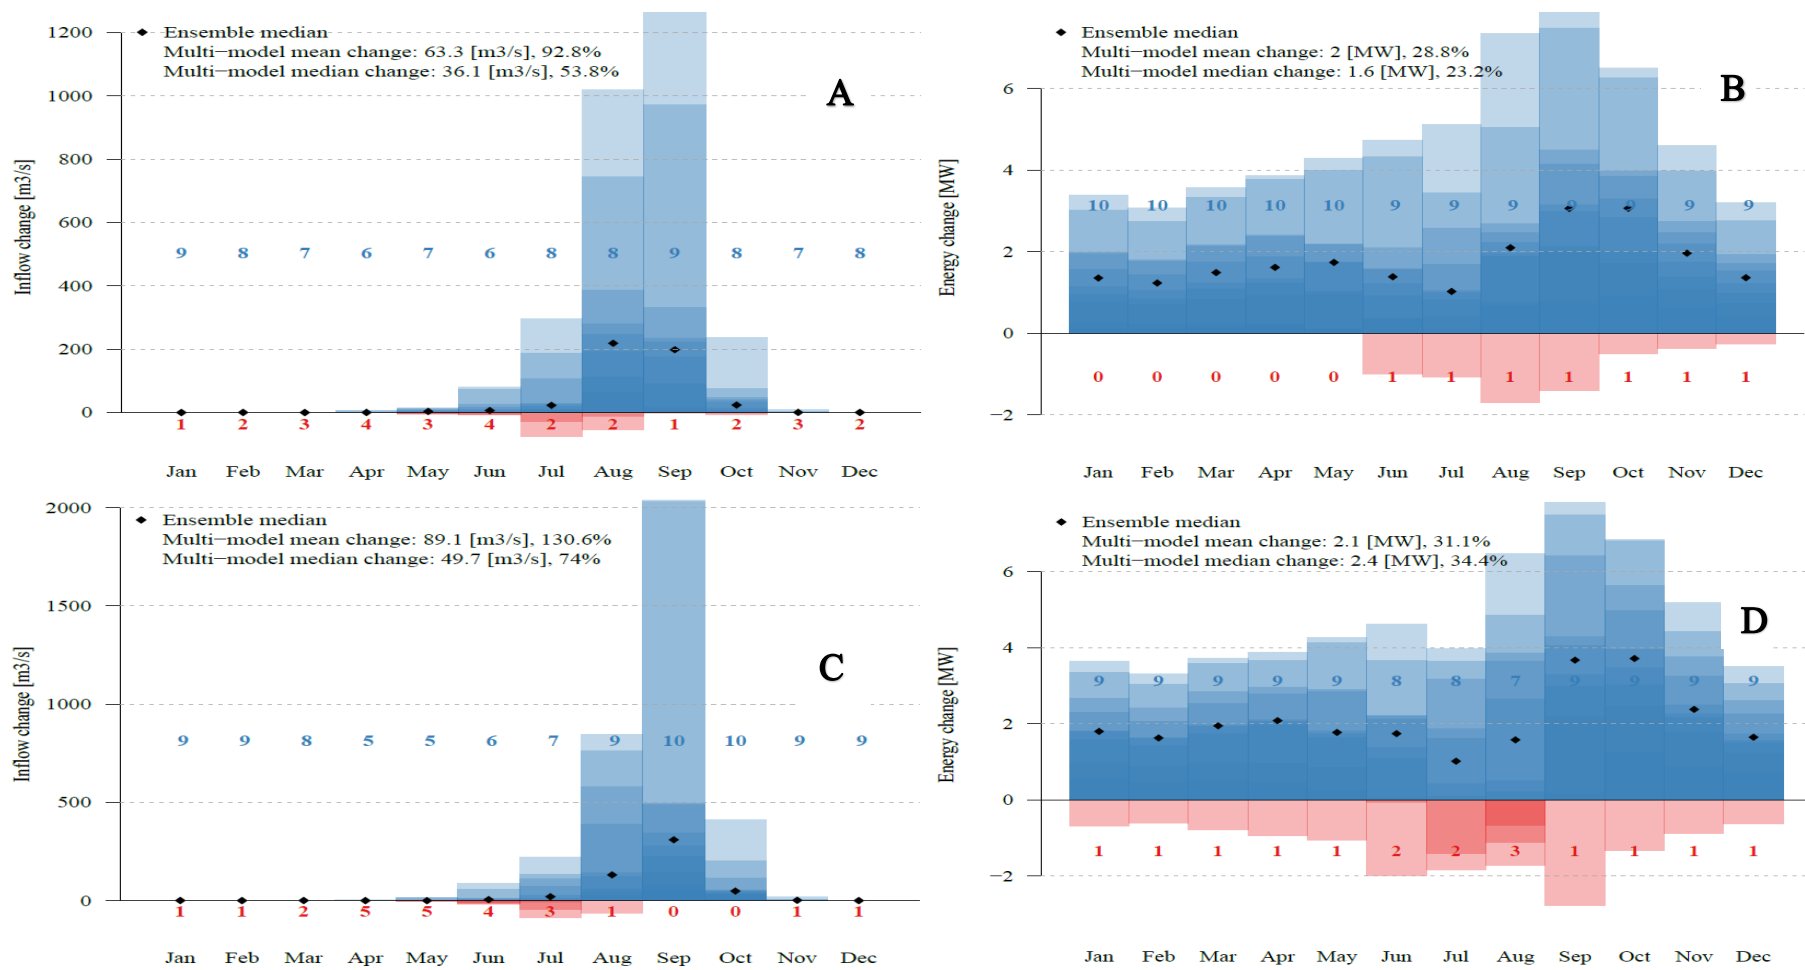 Ensemble median
Multi−model mean change: 63.3 [m3/s], 92.8%
Multi−model median change: 36.1 [m3/s], 53.8%
A
Inflow change [m3/s]
1200
1000
800
600
400
200
0
9 8 7 6 7 6 8 8 9 8 7 8
1 2 3 4 3 4 2 2 1 2 3 2
Jan Feb Mar Apr May Jun Jul Aug Sep Oct Nov Dec
Ensemble median
Multi−model mean change: 2 [MW], 28.8%
Multi−model median change: 1.6 [MW], 23.2%
B
Energy change [MW]
6
4
2
0
−2
10 10 10 10 10 9 9 9 9 9 9 9
0 0 0 0 0 1 1 1 1 1 1 1
Jan Feb Mar Apr May Jun Jul Aug Sep Oct Nov Dec
Ensemble median
Multi−model mean change: 89.1 [m3/s], 130.6%
Multi−model median change: 49.7 [m3/s], 74%
C
Inflow change [m3/s]
2000
1500
1000
500
0
9 9 8 5 5 6 7 9 10 10 9 9
1 1 2 5 5 4 3 1 0 0 1 1
Jan Feb Mar Apr May Jun Jul Aug Sep Oct Nov Dec
Ensemble median
Multi−model mean change: 2.1 [MW], 31.1%
Multi−model median change: 2.4 [MW], 34.4%
D
Energy change [MW]
6
4
2
0
−2
9 9 9 9 9 8 8 7 9 9 9 9
1 1 1 1 1 2 2 3 1 1 1 1
Jan Feb Mar Apr May Jun Jul Aug Sep Oct Nov Dec